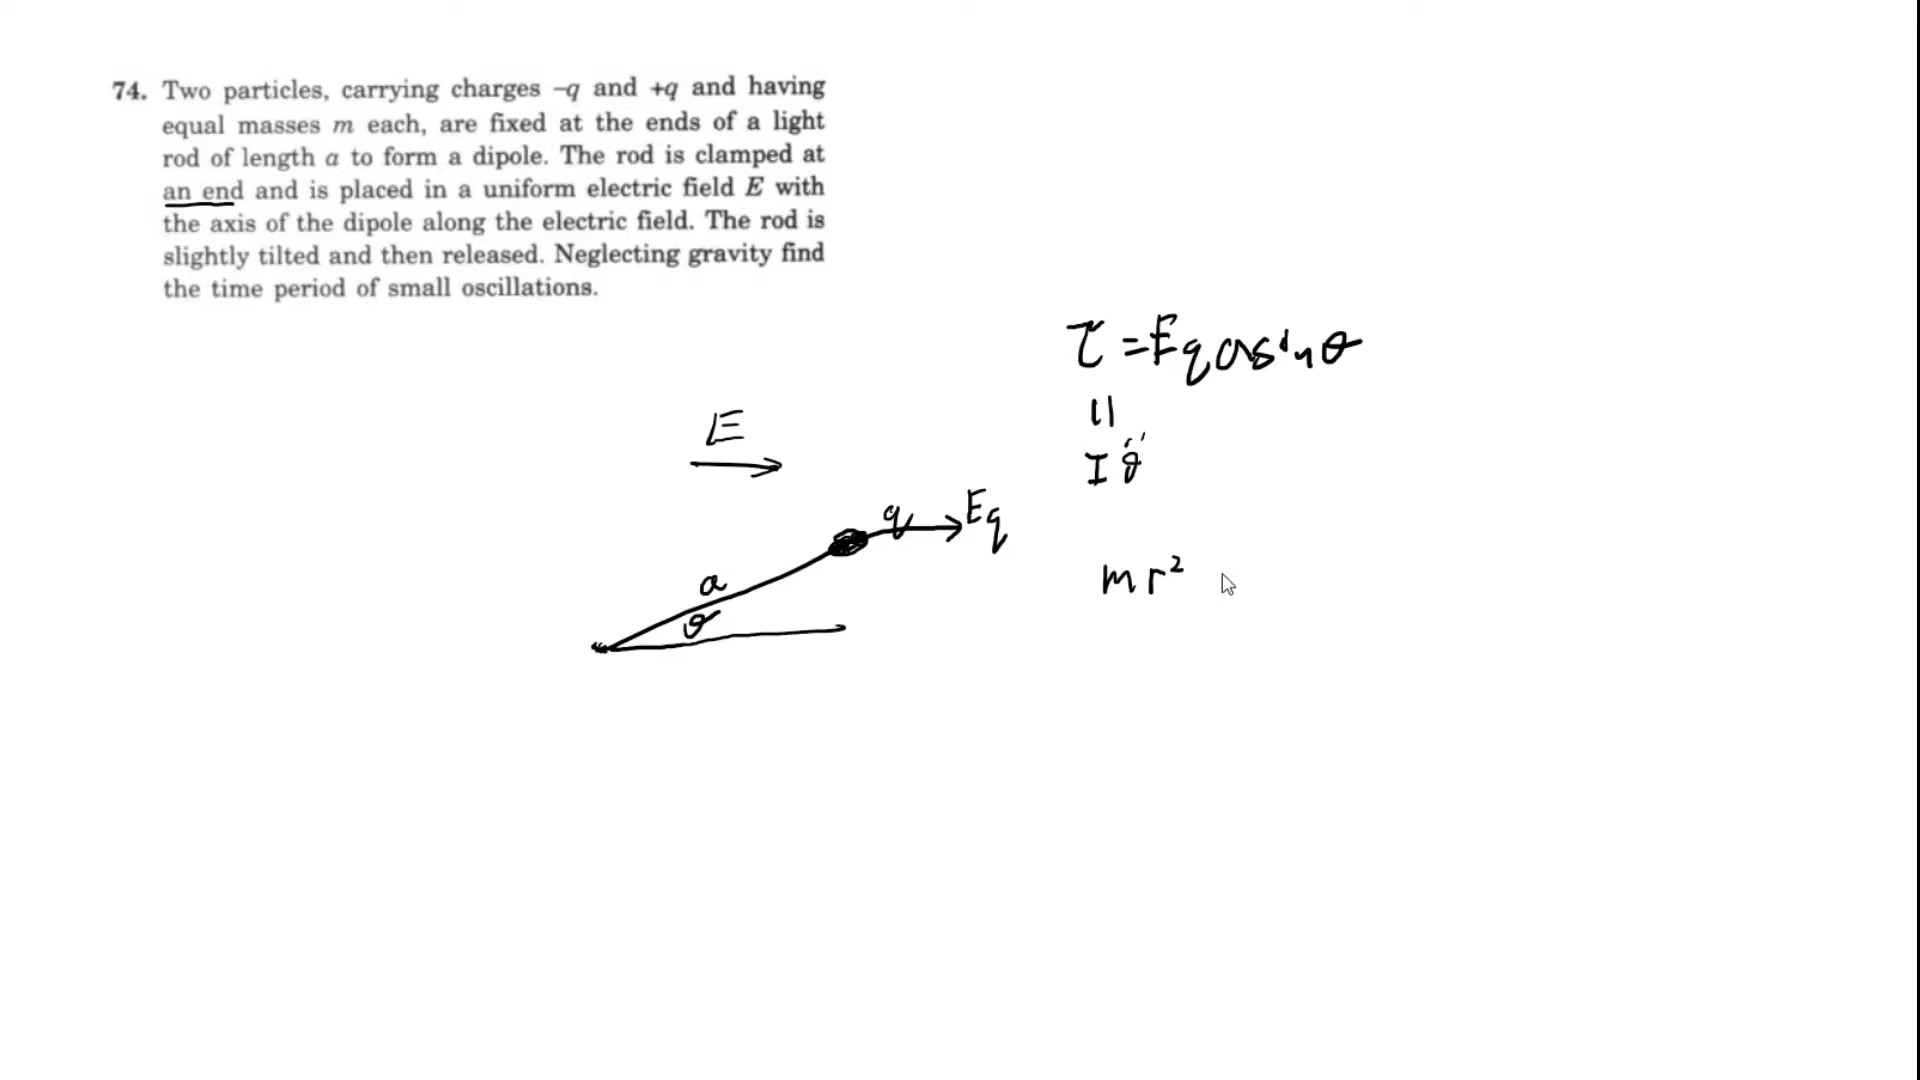 74. Two particles, carrying charges −q and +q and having
equal masses m each, are fixed at the ends of a light
rod of length a to form a dipole. The rod is clamped at
an end and is placed in a uniform electric field E with
the axis of the dipole along the electric field. The rod is
slightly tilted and then released. Neglecting gravity find
the time period of small oscillations.
τ = Eq a sin θ
||
I θ̈
E
q
Eq
mr²
a
θ